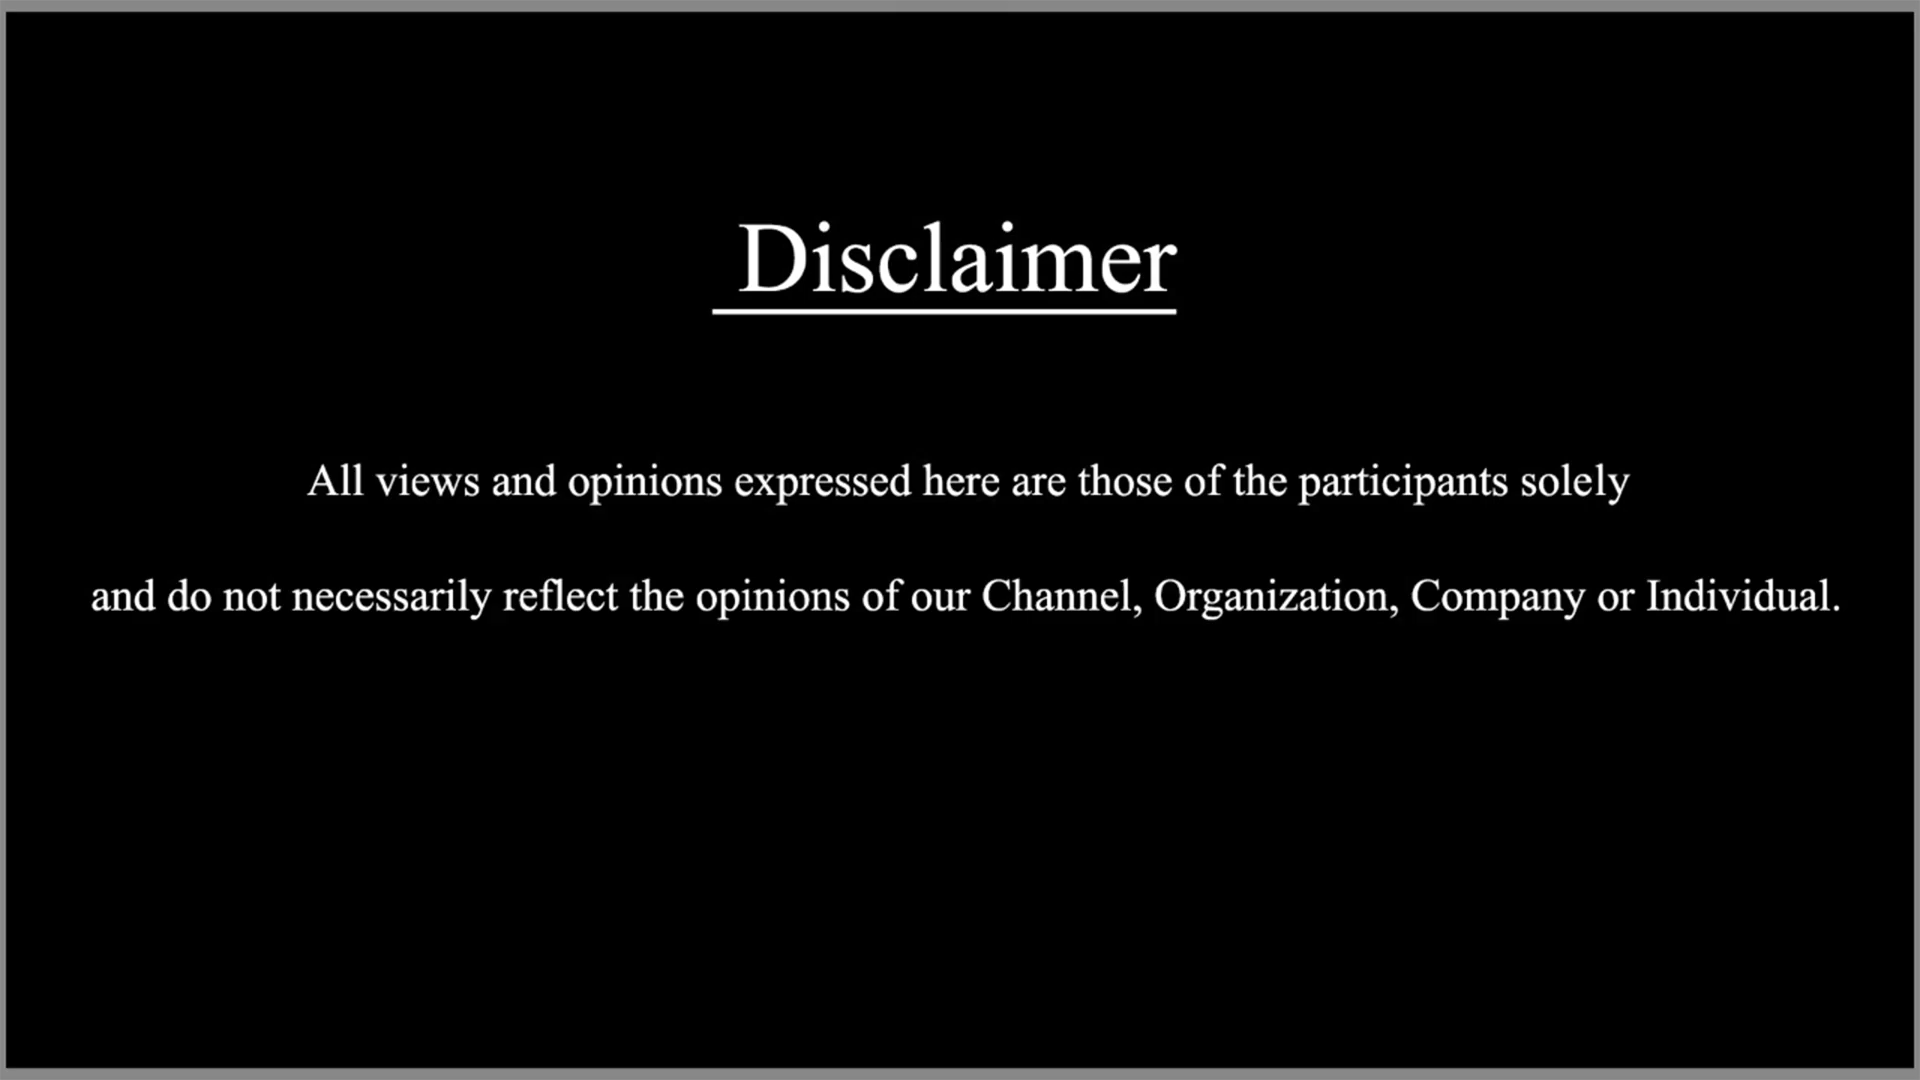 Disclaimer
All views and opinions expressed here are those of the participants solely
and do not necessarily reflect the opinions of our Channel, Organization, Company or Individual.